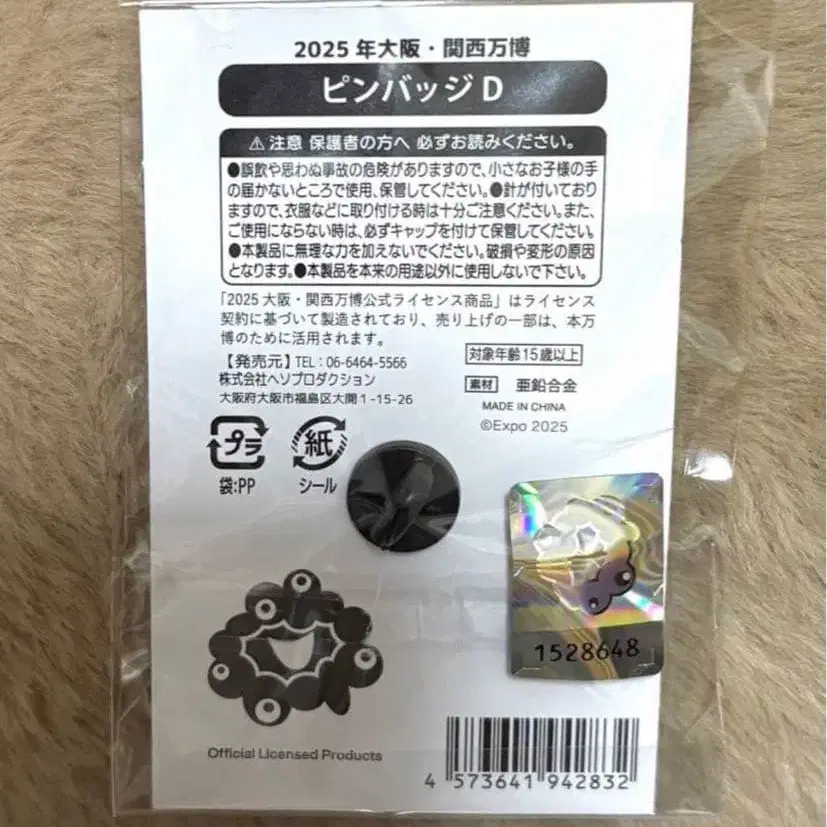 2025年大阪・関西万博
ピンバッジD
⚠注意 保護者の方へ 必ずお読みください。
●誤飲や思わぬ事故の危険がありますので、小さなお子様の手
の届かないところで使用、保管してください。●針が付いており
ますので、衣服などに取り付ける時は十分ご注意ください。また、
ご使用にならない時は、必ずキャップを付けて保管してください。
●本製品に無理な力を加えないでください。破損や変形の原因
となります。●本製品を本来の用途以外に使用しないで下さい。
「2025大阪・関西万博公式ライセンス商品」はライセンス
契約に基づいて製造されており、売り上げの一部は、本万
博のために活用されます。
【発売元】TEL：06-6464-5566
株式会社ヘソプロダクション
大阪府大阪市福島区大開1-15-26
対象年齢15歳以上
素材 亜鉛合金
MADE IN CHINA
©Expo 2025
プラ
袋:PP
紙
シール
1528648
Official Licensed Products
4 573641 942832